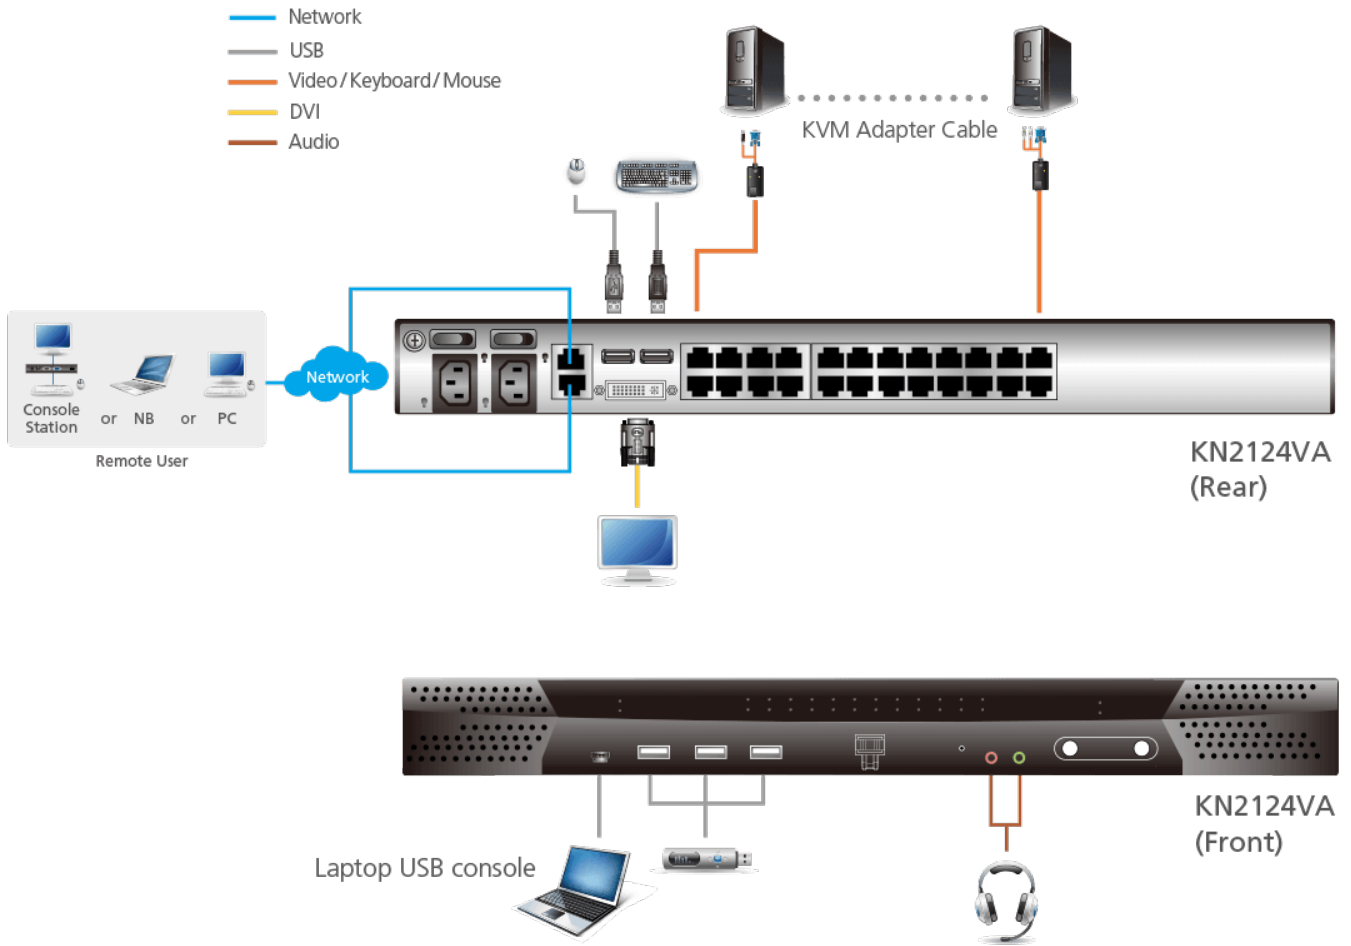 Network
USB
Video/Keyboard/Mouse
DVI
Audio
KVM Adapter Cable
Network
Console
Station
or
NB
or
PC
Remote User
KN2124VA
(Rear)
KN2124VA
(Front)
Laptop USB console